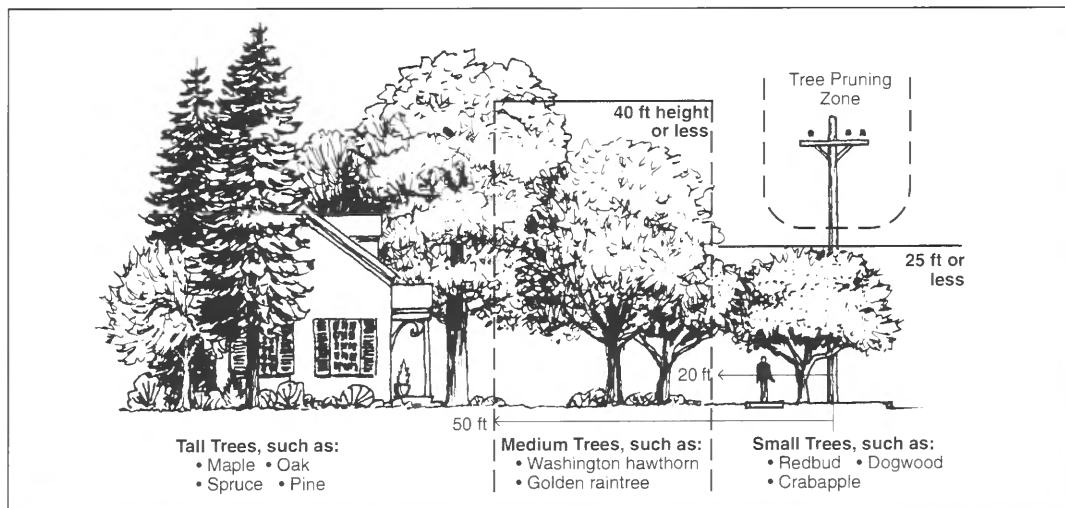 Tree Pruning
Zone
40 ft height
or less
25 ft or
less
20 ft
50 ft
Tall Trees, such as:
• Maple • Oak
• Spruce • Pine
Medium Trees, such as:
• Washington hawthorn
• Golden raintree
Small Trees, such as:
• Redbud • Dogwood
• Crabapple